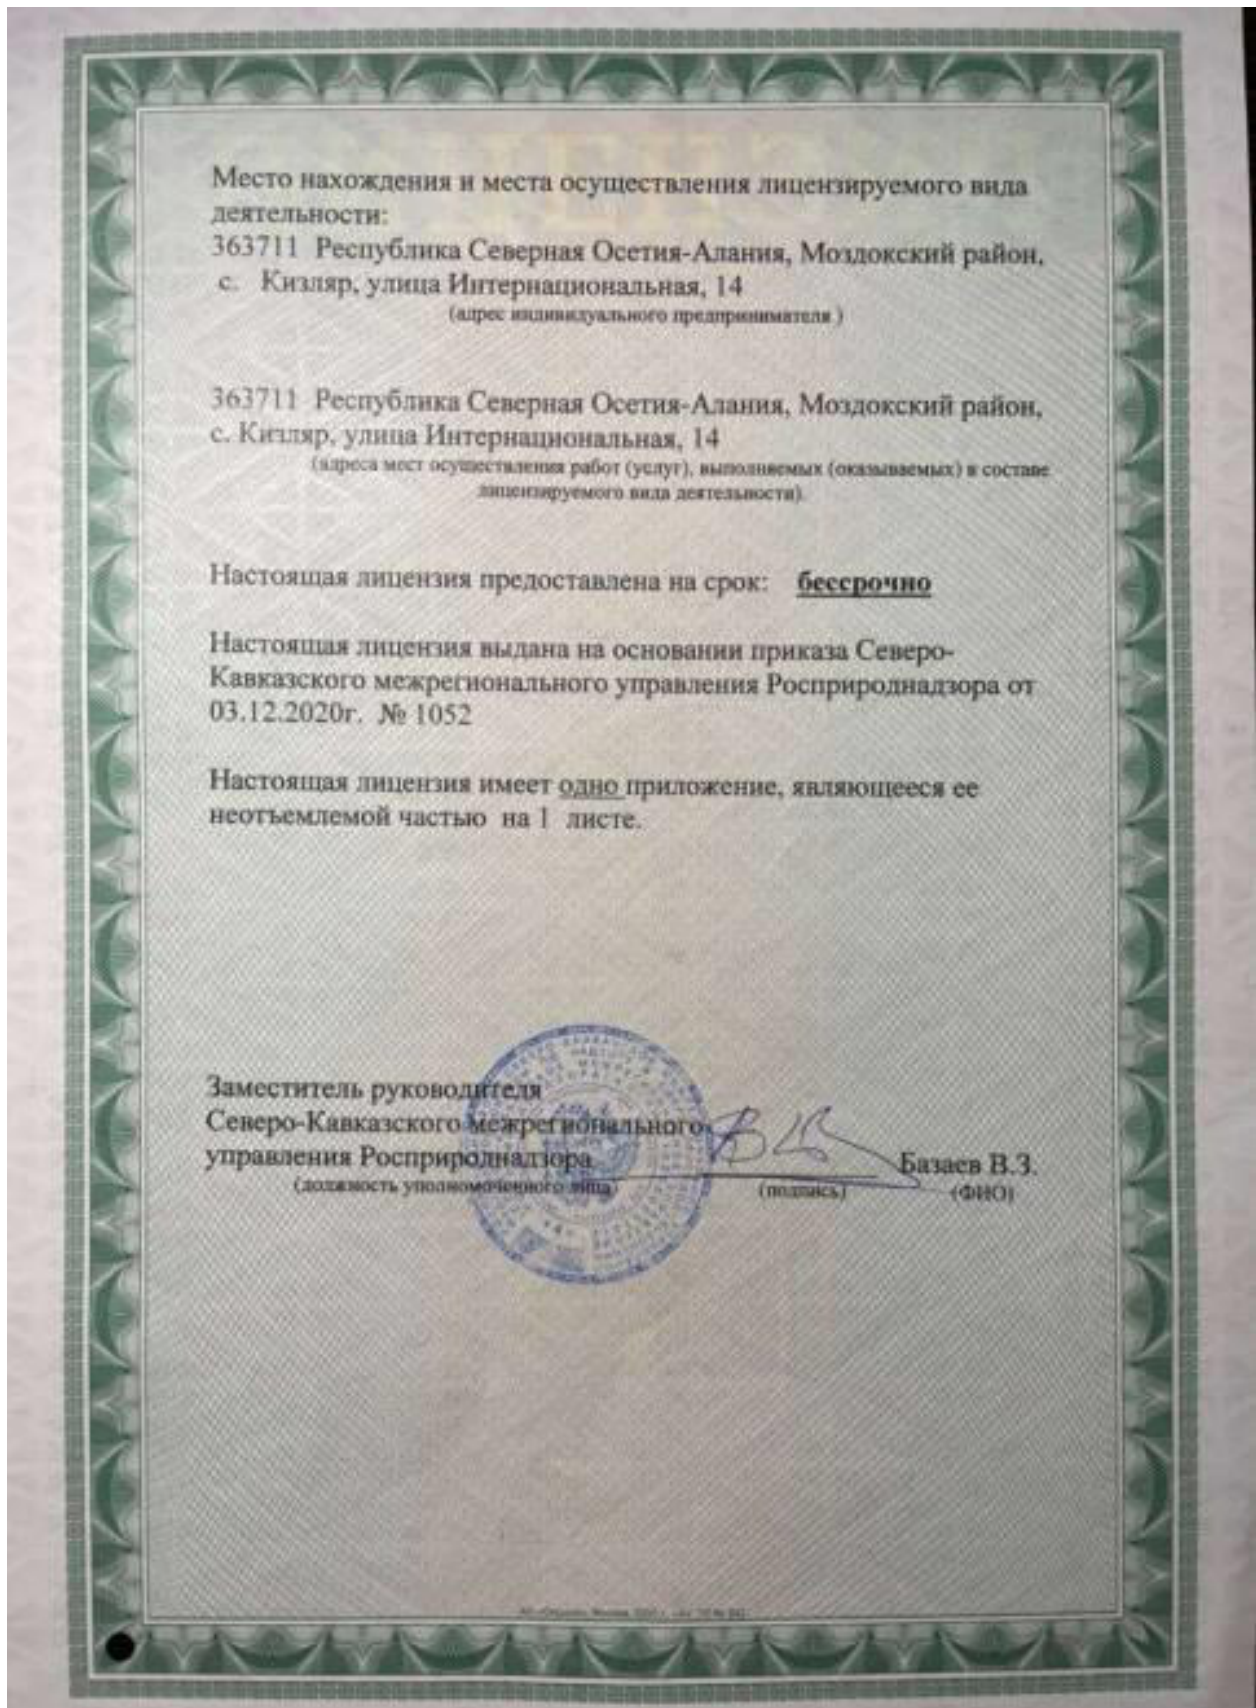 Место нахождения и места осуществления лицензируемого вида
деятельности:
363711 Республика Северная Осетия-Алания, Моздокский район,
с. Кизляр, улица Интернациональная, 14
(адрес индивидуального предпринимателя )
363711 Республика Северная Осетия-Алания, Моздокский район,
с. Кизляр, улица Интернациональная, 14
(адреса мест осуществления работ (услуг), выполняемых (оказываемых) в составе
лицензируемого вида деятельности)
Настоящая лицензия предоставлена на срок: бессрочно
Настоящая лицензия выдана на основании приказа Северо-
Кавказского межрегионального управления Росприроднадзора от
03.12.2020г. № 1052
Настоящая лицензия имеет одно приложение, являющееся ее
неотъемлемой частью на 1 листе.
Заместитель руководителя
Северо-Кавказского межрегионального
управления Росприроднадзора
Базаев В.З.
(должность уполномоченного лица)
(подпись)
(ФИО)